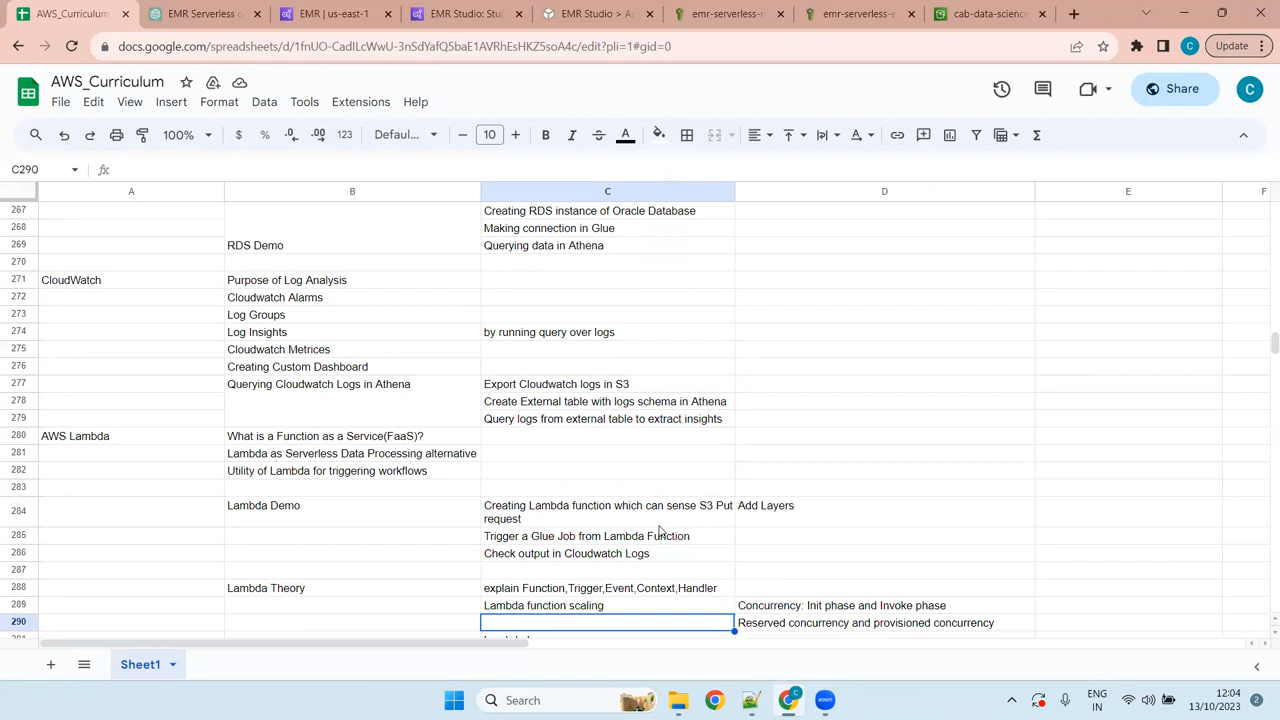 AWS_Curriculum
EMR Serverless
EMR | us-east-1
EMR Studio: Stu
EMR Studio > Ap
emr-serverless-n
emr-serverless-e
cab-data-science
Update
docs.google.com/spreadsheets/d/1fnUO-CadILcWwU-3nSdYafQ5baE1AVRhEsHKZ5soA4c/edit?pli=1#gid=0
AWS_Curriculum
File Edit View Insert Format Data Tools Extensions Help
Share
C
100% $ % .0 .00 123 Defaul... 10 B I S A
C290 fx
A B C D E F
267 Creating RDS instance of Oracle Database
268 Making connection in Glue
269 RDS Demo Querying data in Athena
270
271 CloudWatch Purpose of Log Analysis
272 Cloudwatch Alarms
273 Log Groups
274 Log Insights by running query over logs
275 Cloudwatch Metrices
276 Creating Custom Dashboard
277 Querying Cloudwatch Logs in Athena Export Cloudwatch logs in S3
278 Create External table with logs schema in Athena
279 Query logs from external table to extract insights
280 AWS Lambda What is a Function as a Service(FaaS)?
281 Lambda as Serverless Data Processing alternative
282 Utility of Lambda for triggering workflows
283
284 Lambda Demo Creating Lambda function which can sense S3 Put request Add Layers
285 Trigger a Glue Job from Lambda Function
286 Check output in Cloudwatch Logs
287
288 Lambda Theory explain Function,Trigger,Event,Context,Handler
289 Lambda function scaling Concurrency: Init phase and Invoke phase
290 Reserved concurrency and provisioned concurrency
Sheet1
Search
ENG
IN
12:04
13/10/2023
2